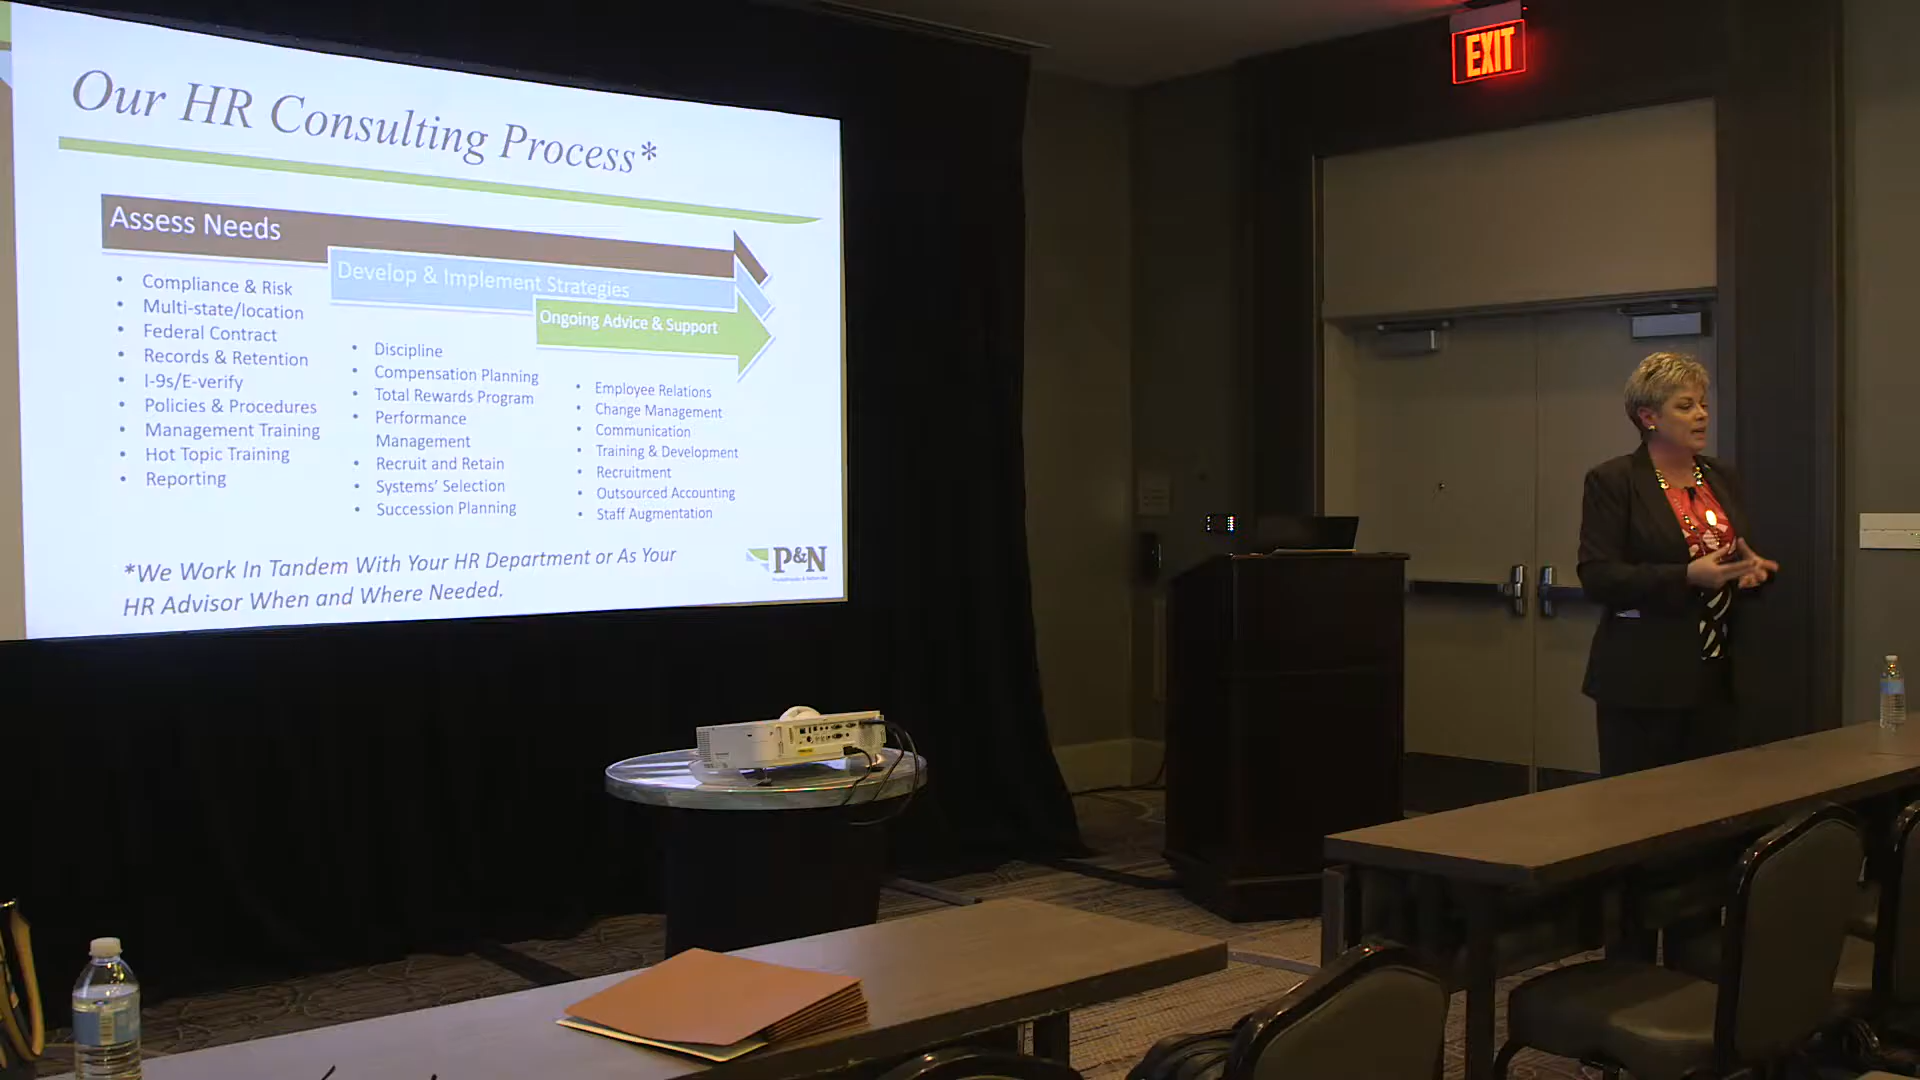 Our HR Consulting Process*
Assess Needs
Develop & Implement Strategies
Ongoing Advice & Support
• Compliance & Risk
• Multi-state/location
• Federal Contract
• Records & Retention
• I-9s/E-verify
• Policies & Procedures
• Management Training
• Hot Topic Training
• Reporting
• Discipline
• Compensation Planning
• Total Rewards Program
• Performance
Management
• Recruit and Retain
• Systems' Selection
• Succession Planning
• Employee Relations
• Change Management
• Communication
• Training & Development
• Recruitment
• Outsourced Accounting
• Staff Augmentation
*We Work In Tandem With Your HR Department or As Your
HR Advisor When and Where Needed.
P&N
EXIT